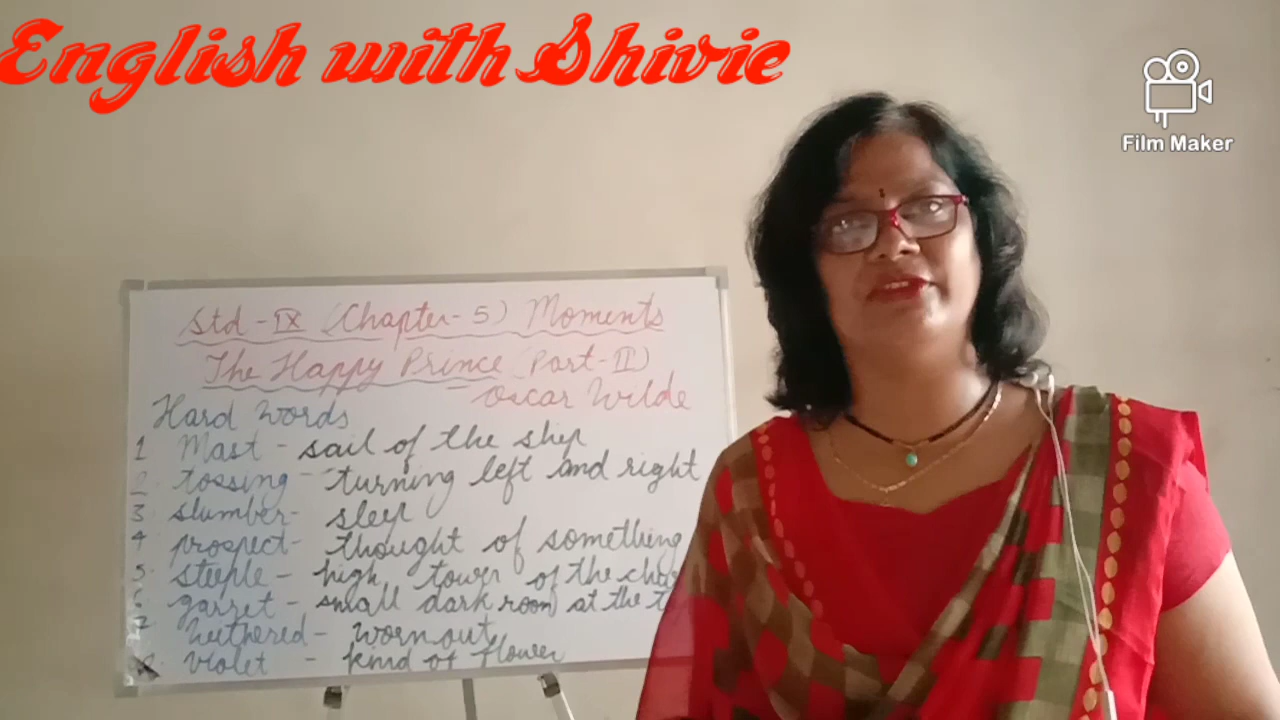 English with Shivie
Film Maker
Std - IX (Chapter - 5) Moments
The Happy Prince (Part - II)
- Oscar Wilde
Hard Words
1 Mast - sail of the ship
2 tossing - turning left and right
3 slumber - sleep
4 prospect - thought of something
5. steeple - high tower of the
6 garret - small dark room at the
7 wethered - worn out
violet - kind of flower